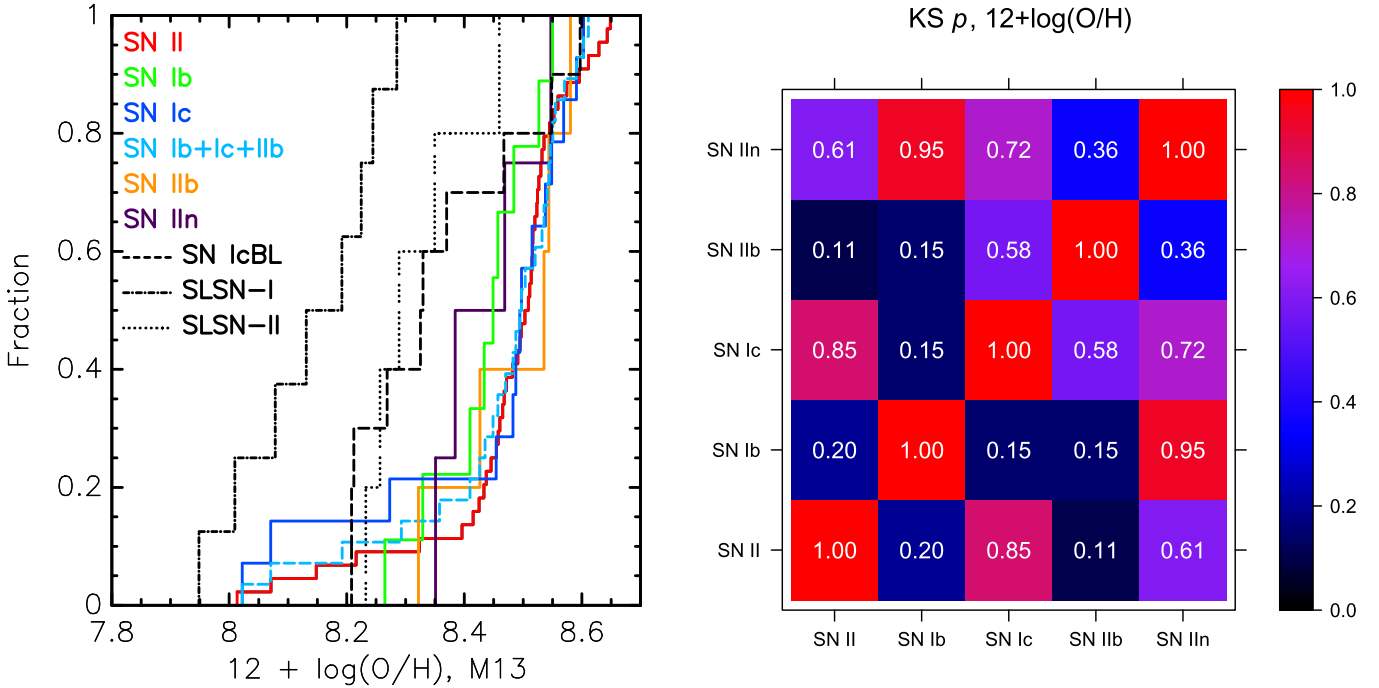 1
0.8
0.6
0.4
0.2
0
Fraction
7.8 8 8.2 8.4 8.6
12 + log(O/H), M13
SN II
SN Ib
SN Ic
SN Ib+Ic+IIb
SN IIb
SN IIn
SN IcBL
SLSN-I
SLSN-II
KS p, 12+log(O/H)
SN IIn 0.61 0.95 0.72 0.36 1.00
SN IIb 0.11 0.15 0.58 1.00 0.36
SN Ic 0.85 0.15 1.00 0.58 0.72
SN Ib 0.20 1.00 0.15 0.15 0.95
SN II 1.00 0.20 0.85 0.11 0.61
SN II SN Ib SN Ic SN IIb SN IIn
1.0
0.8
0.6
0.4
0.2
0.0